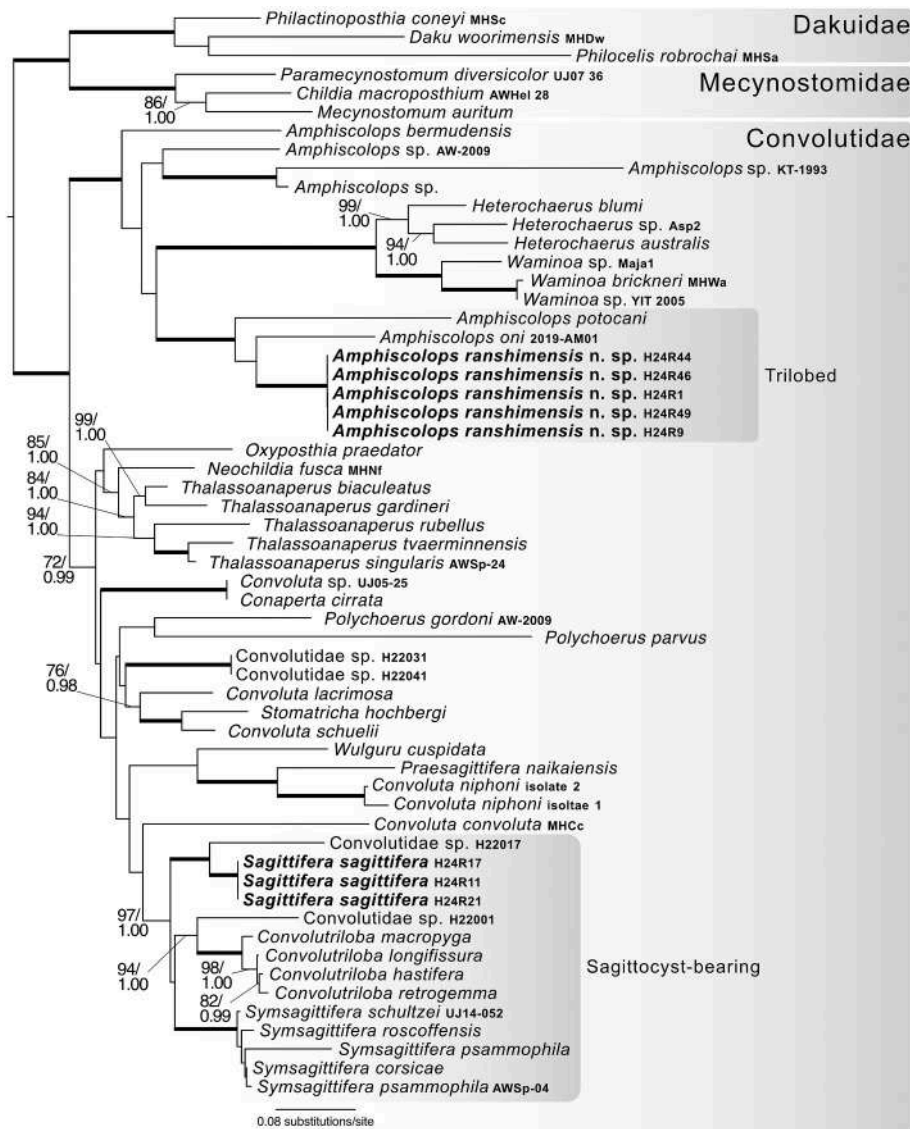 Philactinoposthia coneyi MHSc
Dakuidae
Daku woorimensis MHDw
Philocelis robrochai MHSa
Paramecynostomum diversicolor UJ07 36
Mecynostomidae
Childia macroposthium AWHel 28
86/
1.00
Mecynostomum auritum
Amphiscolops bermudensis
Convolutidae
Amphiscolops sp. AW-2009
Amphiscolops sp. KT-1993
Amphiscolops sp.
99/
1.00
Heterochaerus blumi
Heterochaerus sp. Asp2
94/
1.00
Heterochaerus australis
Waminoa sp. Maja1
Waminoa brickneri MHWa
Waminoa sp. YIT 2005
Amphiscolops potocani
Amphiscolops oni 2019-AM01
Amphiscolops ranshimensis n. sp. H24R44
Amphiscolops ranshimensis n. sp. H24R46
Trilobed
Amphiscolops ranshimensis n. sp. H24R1
Amphiscolops ranshimensis n. sp. H24R49
Amphiscolops ranshimensis n. sp. H24R9
99/
1.00
85/
1.00
Oxyposthia praedator
Neochildia fusca MHNf
84/
1.00
Thalassoanaperus biaculeatus
Thalassoanaperus gardineri
94/
1.00
Thalassoanaperus rubellus
Thalassoanaperus tvaerminnensis
72/
0.99
Thalassoanaperus singularis AWSp-24
Convoluta sp. UJ05-25
Conaperta cirrata
Polychoerus gordoni AW-2009
Polychoerus parvus
Convolutidae sp. H22031
Convolutidae sp. H22041
76/
0.98
Convoluta lacrimosa
Stomatricha hochbergi
Convoluta schuelii
Wulguru cuspidata
Praesagittifera naikaiensis
Convoluta niphoni isolate 2
Convoluta niphoni isoltae 1
Convoluta convoluta MHCc
Convolutidae sp. H22017
Sagittifera sagittifera H24R17
Sagittifera sagittifera H24R11
Sagittifera sagittifera H24R21
97/
1.00
Convolutidae sp. H22001
Convolutriloba macropyga
Convolutriloba longifissura
94/
1.00
98/
1.00
Sagittocyst-bearing
Convolutriloba hastifera
82/
0.99
Convolutriloba retrogemma
Symsagittifera schultzei UJ14-052
Symsagittifera roscoffensis
Symsagittifera psammophila
Symsagittifera corsicae
Symsagittifera psammophila AWSp-04
0.08 substitutions/site